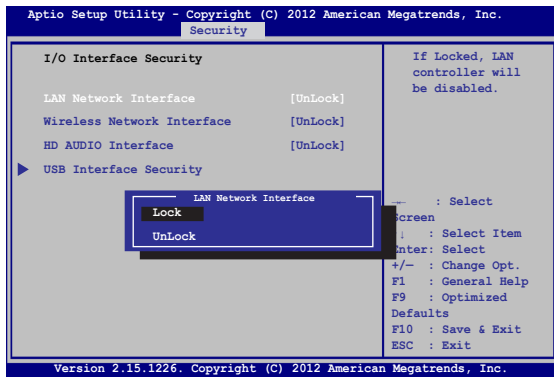 Aptio Setup Utility - Copyright (C) 2012 American Megatrends, Inc.
Security
I/O Interface Security
LAN Network Interface [UnLock]
Wireless Network Interface [UnLock]
HD AUDIO Interface [UnLock]
USB Interface Security
LAN Network Interface
Lock
UnLock
If Locked, LAN
controller will
be disabled.
: Select
Screen
: Select Item
Enter: Select
+/- : Change Opt.
F1 : General Help
F9 : Optimized
Defaults
F10 : Save & Exit
ESC : Exit
Version 2.15.1226. Copyright (C) 2012 American Megatrends, Inc.